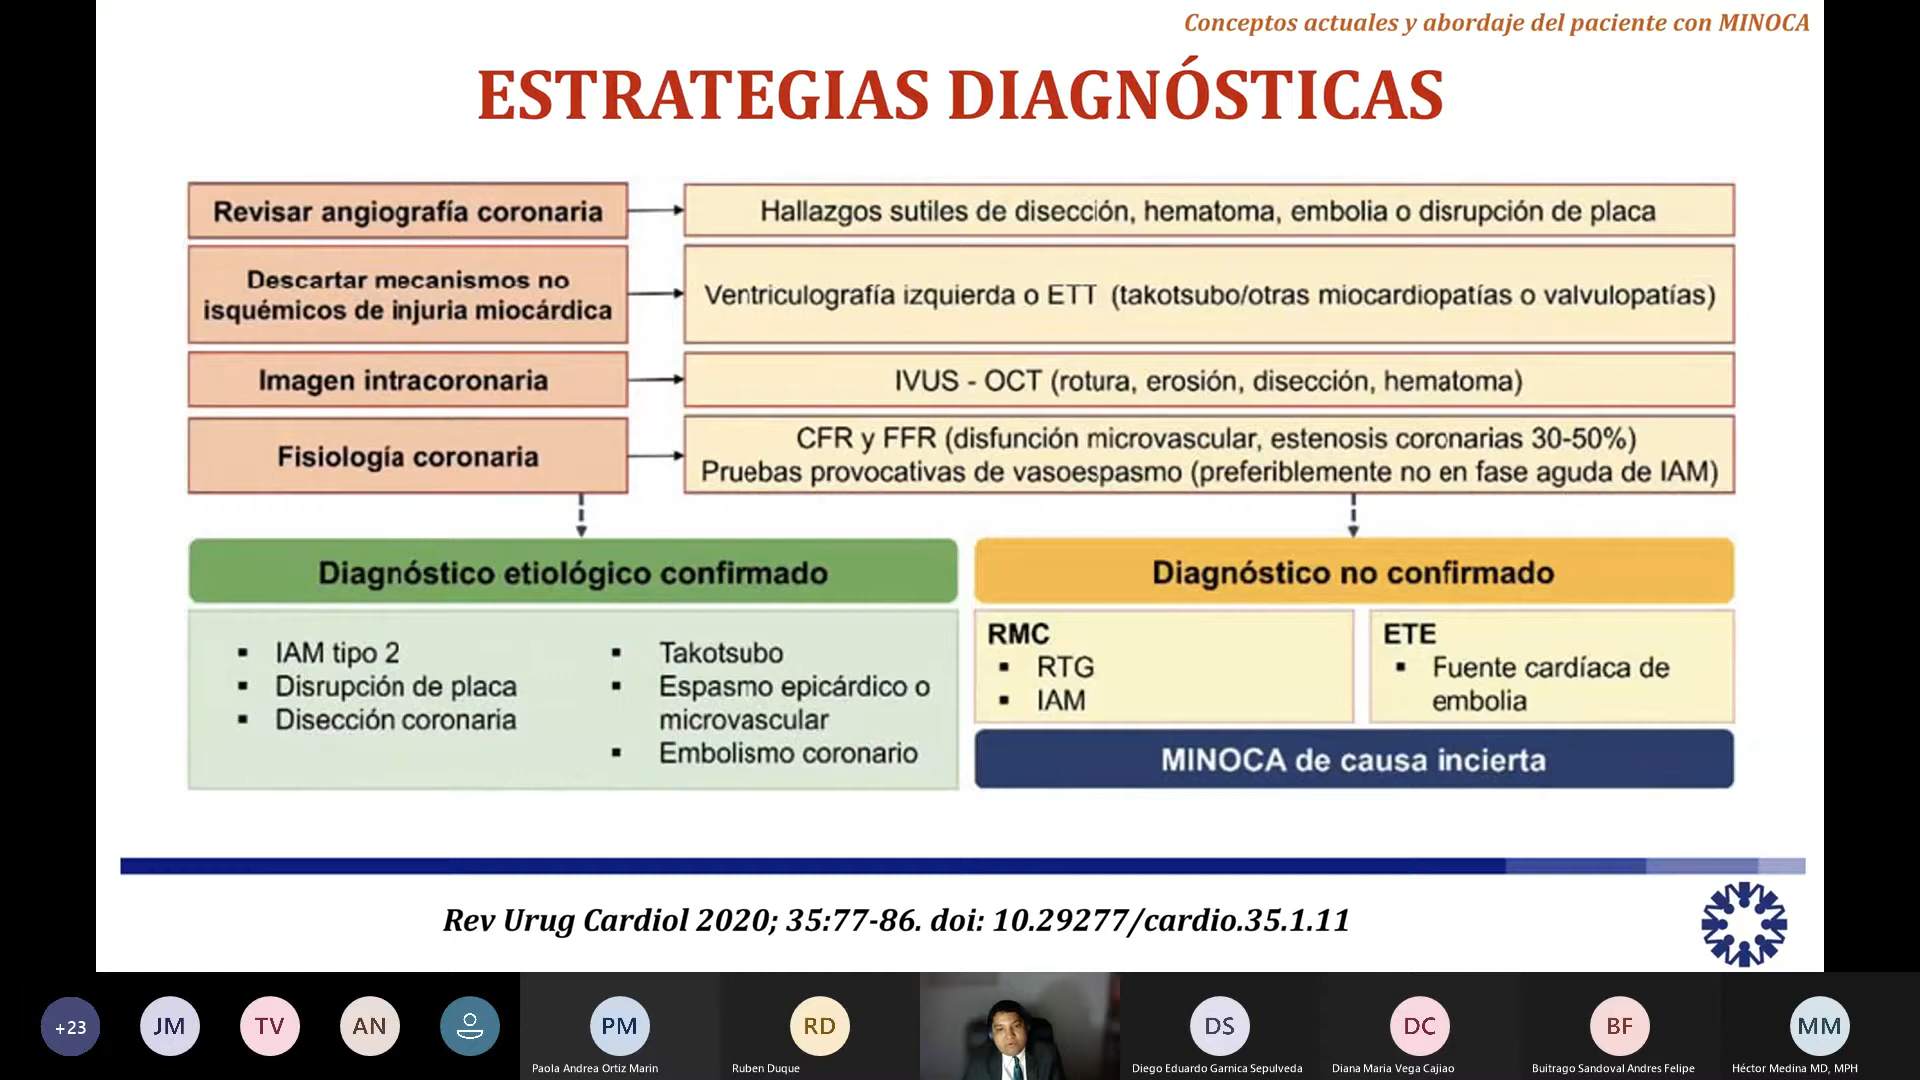 Conceptos actuales y abordaje del paciente con MINOCA
ESTRATEGIAS DIAGNÓSTICAS
Revisar angiografía coronaria
Hallazgos sutiles de disección, hematoma, embolia o disrupción de placa
Descartar mecanismos no
isquémicos de injuria miocárdica
Ventriculografía izquierda o ETT (takotsubo/otras miocardiopatías o valvulopatías)
Imagen intracoronaria
IVUS - OCT (rotura, erosión, disección, hematoma)
Fisiología coronaria
CFR y FFR (disfunción microvascular, estenosis coronarias 30-50%)
Pruebas provocativas de vasoespasmo (preferiblemente no en fase aguda de IAM)
Diagnóstico etiológico confirmado
▪ IAM tipo 2
▪ Disrupción de placa
▪ Disección coronaria
▪ Takotsubo
▪ Espasmo epicárdico o
microvascular
▪ Embolismo coronario
Diagnóstico no confirmado
RMC
▪ RTG
▪ IAM
ETE
▪ Fuente cardíaca de
embolia
MINOCA de causa incierta
Rev Urug Cardiol 2020; 35:77-86. doi: 10.29277/cardio.35.1.11
+23
JM
TV
AN
PM
Paola Andrea Ortiz Marin
RD
Ruben Duque
DS
Diego Eduardo Garnica Sepulveda
DC
Diana Maria Vega Cajiao
BF
Buitrago Sandoval Andres Felipe
MM
Héctor Medina MD, MPH